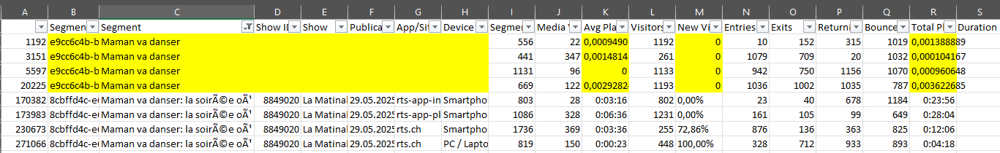 A B C D E F G H I J K L M N O P Q R S
Segmen Segment Show ID Show Publica App/Sit Device Segmen Media Avg Pla Visitors New Vi Entries Exits Returni Bounce Total Pl Duration
1192 e9cc6c4b-b Maman va danser 556 22 0,0009490 1192 0 10 152 315 1019 0,001388889
3151 e9cc6c4b-b Maman va danser 441 347 0,0014814 261 0 1079 709 20 1032 0,000104167
5597 e9cc6c4b-b Maman va danser 1131 96 0 1133 0 942 750 1156 1070 0,000960648
20225 e9cc6c4b-b Maman va danser 669 122 0,0029282 1193 0 1036 1002 1035 787 0,003622685
170382 8cbffd4c-e Maman va danser: la soirÃ©e oÃ¹ 8849020 La Matinal 29.05.2025 rts-app-in Smartpho 803 28 0:03:16 802 0,00% 23 40 678 1184 0:23:56
173983 8cbffd4c-e Maman va danser: la soirÃ©e oÃ¹ 8849020 La Matinal 29.05.2025 rts-app-pl Smartpho 1086 328 0:06:36 1231 0,00% 161 105 99 649 0:28:04
230673 8cbffd4c-e Maman va danser: la soirÃ©e oÃ¹ 8849020 La Matinal 29.05.2025 rts.ch Smartpho 1736 369 0:03:36 255 72,86% 876 136 363 825 0:12:06
271066 8cbffd4c-e Maman va danser: la soirÃ©e oÃ¹ 8849020 La Matinal 29.05.2025 rts.ch PC / Lapto 819 150 0:00:23 448 100,00% 328 712 933 893 0:04:18